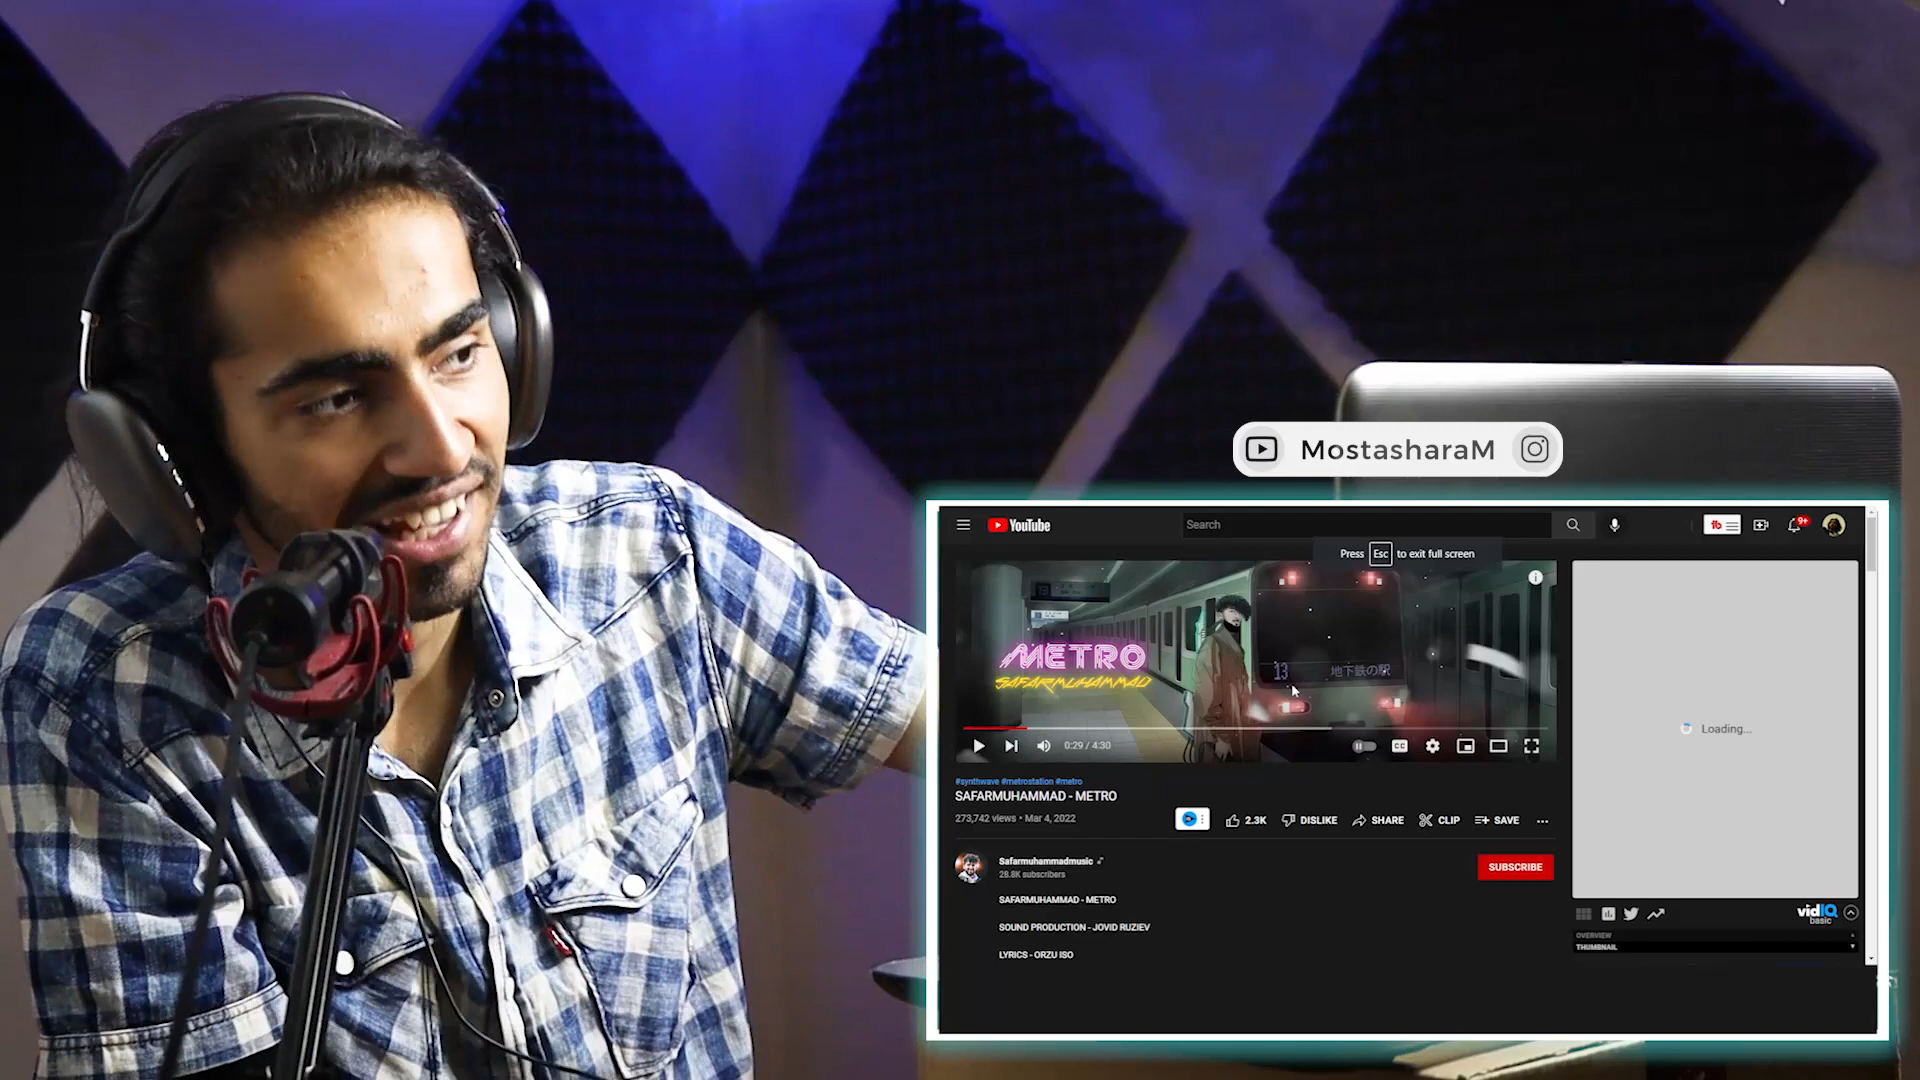 MostasharaM
YouTube
Search
9+
Press Esc to exit full screen
METRO
SAFARMUHAMMAD
13 地下鉄の駅
0:29 / 4:30
CC
Loading...
#synthwave #metrostation #metro
SAFARMUHAMMAD - METRO
273,742 views • Mar 4, 2022
2.3K DISLIKE SHARE CLIP SAVE ...
Safarmuhammadmusic
28.8K subscribers
SUBSCRIBE
SAFARMUHAMMAD - METRO
SOUND PRODUCTION - JOVID RUZIEV
LYRICS - ORZU ISO
vidIQ
basic
OVERVIEW
THUMBNAIL